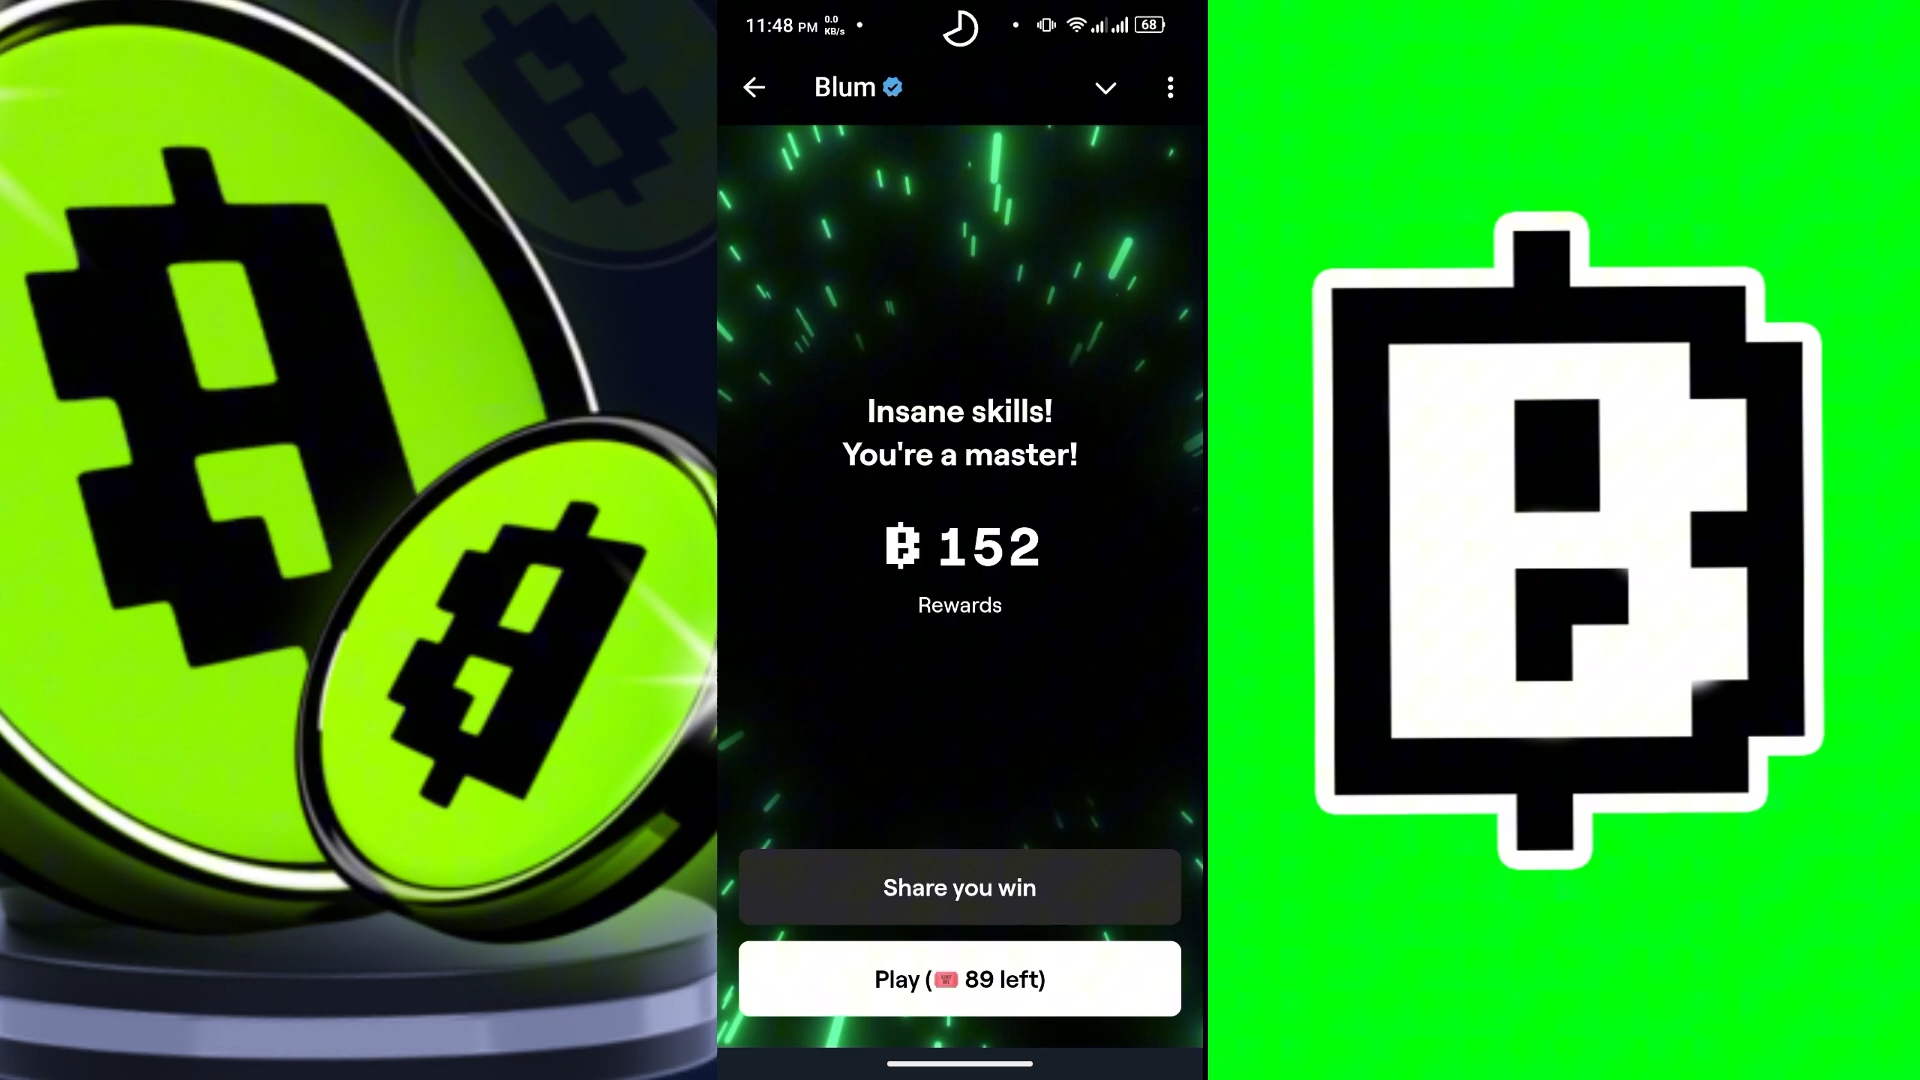 11:48 PM
0.0
KB/s
68
Blum
Insane skills!
You're a master!
152
Rewards
Share you win
Play (🎟 89 left)